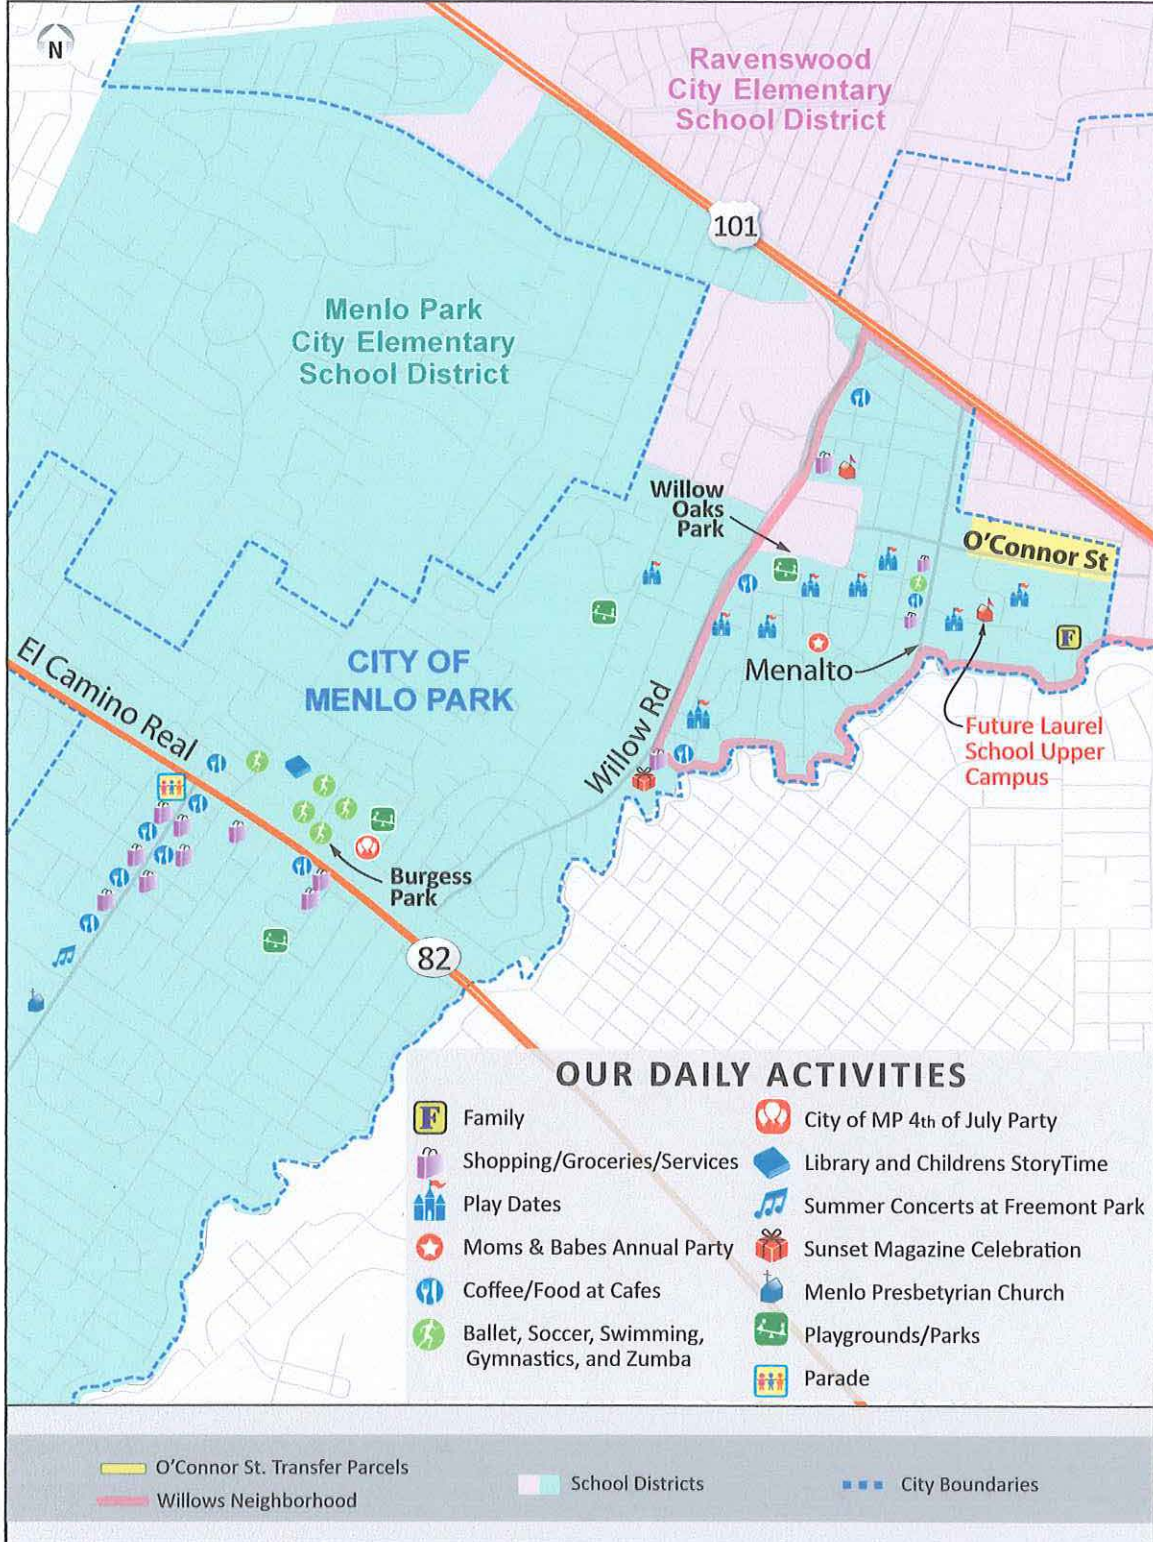 N
Ravenswood
City Elementary
School District
101
Menlo Park
City Elementary
School District
Willow
Oaks
Park
O'Connor St
F
CITY OF
MENLO PARK
Menalto
El Camino Real
Willow Rd
Future Laurel
School Upper
Campus
Burgess
Park
82
OUR DAILY ACTIVITIES
F Family
Shopping/Groceries/Services
Play Dates
Moms & Babes Annual Party
Coffee/Food at Cafes
Ballet, Soccer, Swimming,
Gymnastics, and Zumba
City of MP 4th of July Party
Library and Childrens StoryTime
Summer Concerts at Freemont Park
Sunset Magazine Celebration
Menlo Presbetyrian Church
Playgrounds/Parks
Parade
O'Connor St. Transfer Parcels
Willows Neighborhood
School Districts
City Boundaries